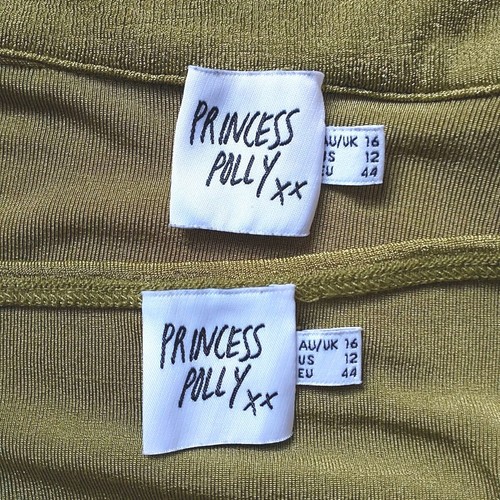 PRINCESS
POLLY xx
AU/UK 16
US 12
EU 44
PRINCESS
POLLY xx
AU/UK 16
US 12
EU 44